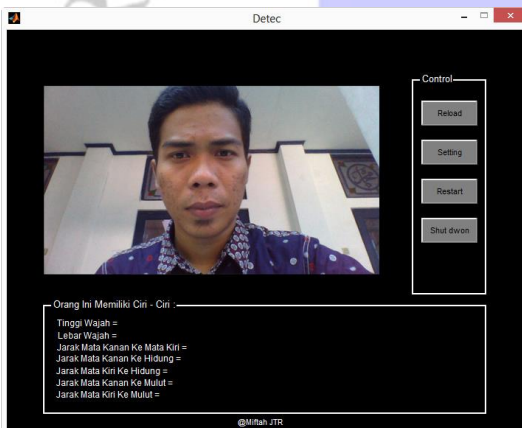 Detec
Control
Reload
Setting
Restart
Shut dwon
Orang Ini Memiliki Ciri - Ciri :
Tinggi Wajah =
Lebar Wajah =
Jarak Mata Kanan Ke Mata Kiri =
Jarak Mata Kanan Ke Hidung =
Jarak Mata Kiri Ke Hidung =
Jarak Mata Kanan Ke Mulut =
Jarak Mata Kiri Ke Mulut =
@Miftah JTR